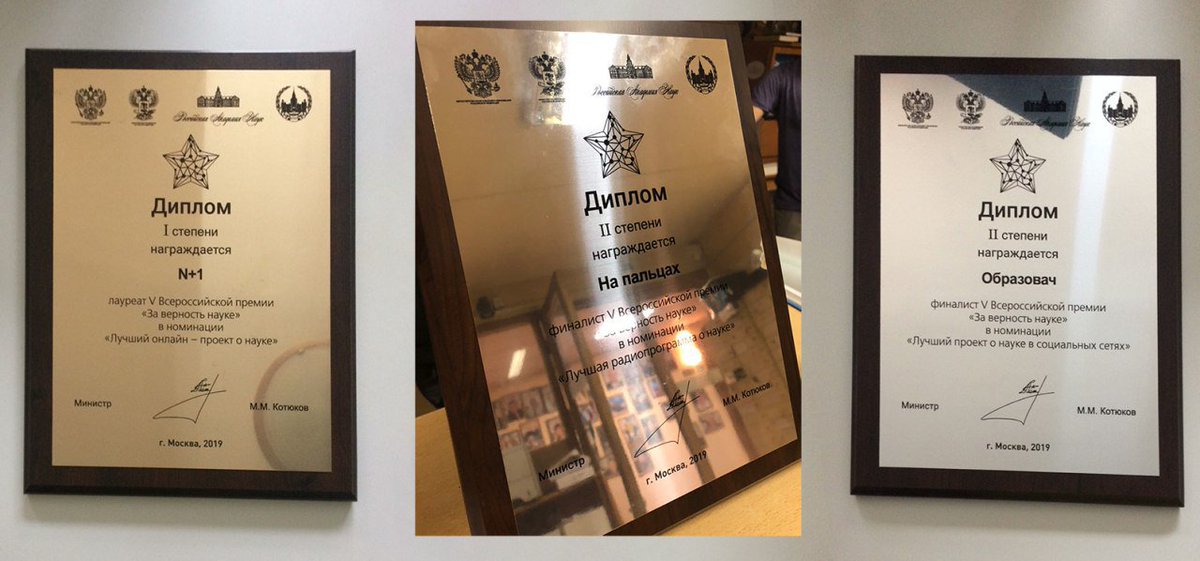 Российская Академия Наук
Диплом
I степени
награждается
N+1
лауреат V Всероссийской премии
«За верность науке»
в номинации
«Лучший онлайн – проект о науке»
Министр
М.М. Котюков
г. Москва, 2019
Российская Академия Наук
Диплом
II степени
награждается
На пальцах
финалист V Всероссийской премии
«За верность науке»
в номинации
«Лучшая радиопрограмма о науке»
Министр
М.М. Котюков
г. Москва, 2019
Российская Академия Наук
Диплом
II степени
награждается
Образовач
финалист V Всероссийской премии
«За верность науке»
в номинации
«Лучший проект о науке в социальных сетях»
Министр
М.М. Котюков
г. Москва, 2019